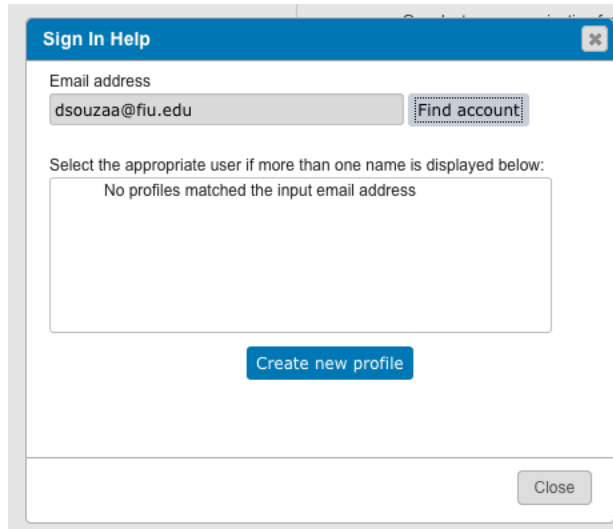 Sign In Help
Email address
dsouzaa@fiu.edu
Find account
Select the appropriate user if more than one name is displayed below:
No profiles matched the input email address
Create new profile
Close